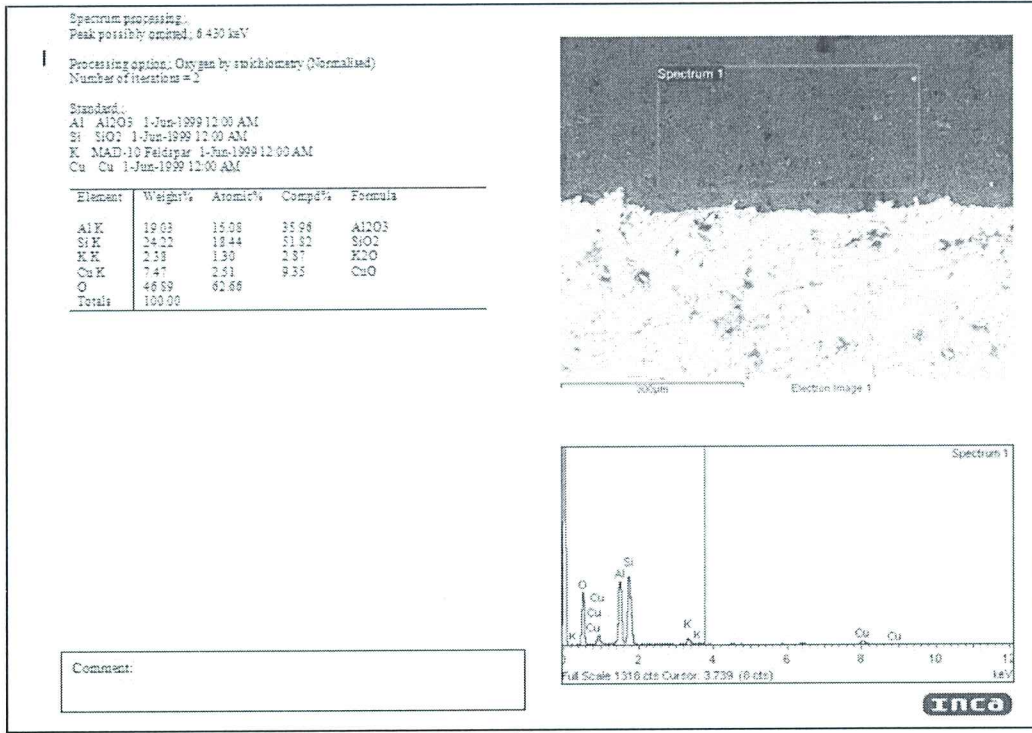 Spectrum processing :
Peak possibly omitted : 6.430 keV
Processing option : Oxygen by stoichiometry (Normalised)
Number of iterations = 2
Standard :
Al Al2O3 1-Jun-1999 12:00 AM
Si SiO2 1-Jun-1999 12:00 AM
K MAD-10 Feldspar 1-Jun-1999 12:00 AM
Cu Cu 1-Jun-1999 12:00 AM
Element Weight% Atomic% Compd% Formula
Al K 19.03 15.08 35.96 Al2O3
Si K 24.22 18.44 51.82 SiO2
K K 2.38 1.30 2.87 K2O
Cu K 7.47 2.51 9.35 CuO
O 46.89 62.66
Totals 100.00
Spectrum 1
300µm Electron Image 1
Spectrum 1
Si
Al
O
Cu
Cu
Cu
K
K
K
Cu
Cu
2 4 6 8 10 12
Full Scale 1316 cts Cursor: 3.739 (6 cts) keV
Comment:
INCA